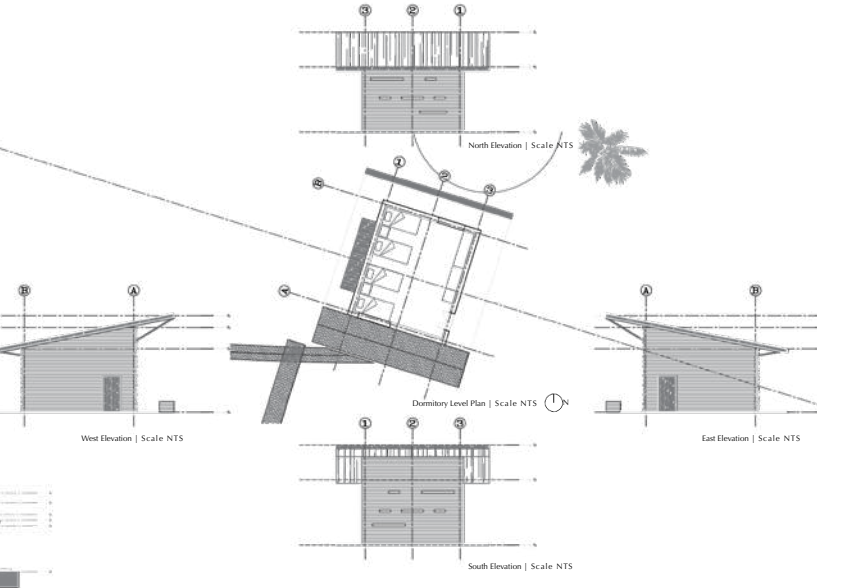 3 2 1
North Elevation | Scale NTS
1
2
3
B
A
B A
A B
Dormitory Level Plan | Scale NTS
N
West Elevation | Scale NTS
East Elevation | Scale NTS
1 2 3
South Elevation | Scale NTS